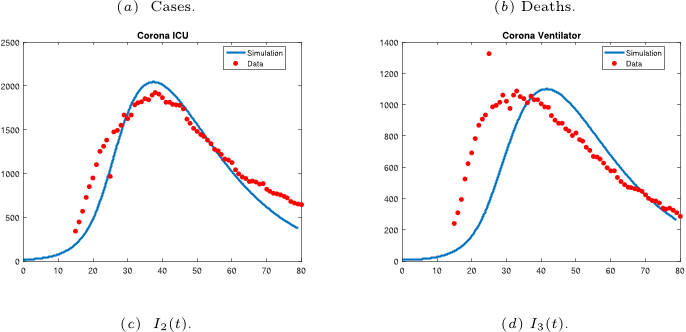 (a) Cases.
(b) Deaths.
Corona ICU
2500
2000
1500
1000
500
0
0 10 20 30 40 50 60 70 80
Simulation
Data
Corona Ventilator
1400
1200
1000
800
600
400
200
0
0 10 20 30 40 50 60 70 80
Simulation
Data
(c) I₂(t).
(d) I₃(t).